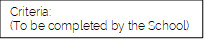 Criteria:
(To be completed by the School)